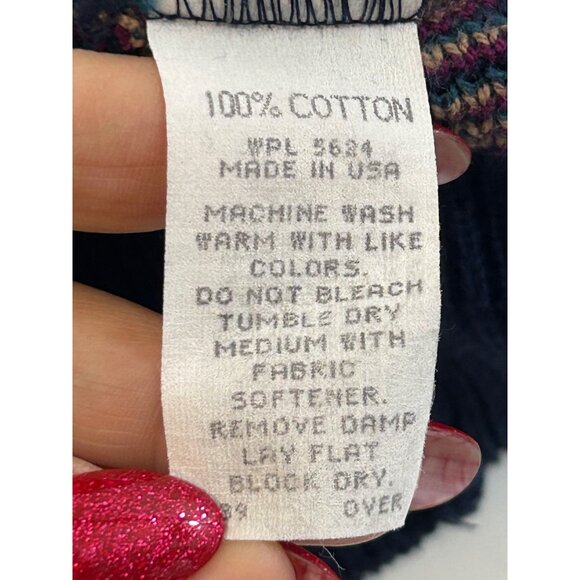 100% COTTON
WPL 5624
MADE IN USA
MACHINE WASH
WARM WITH LIKE
COLORS.
DO NOT BLEACH
TUMBLE DRY
MEDIUM WITH
FABRIC
SOFTENER.
REMOVE DAMP
LAY FLAT
BLOCK DRY.
OVER